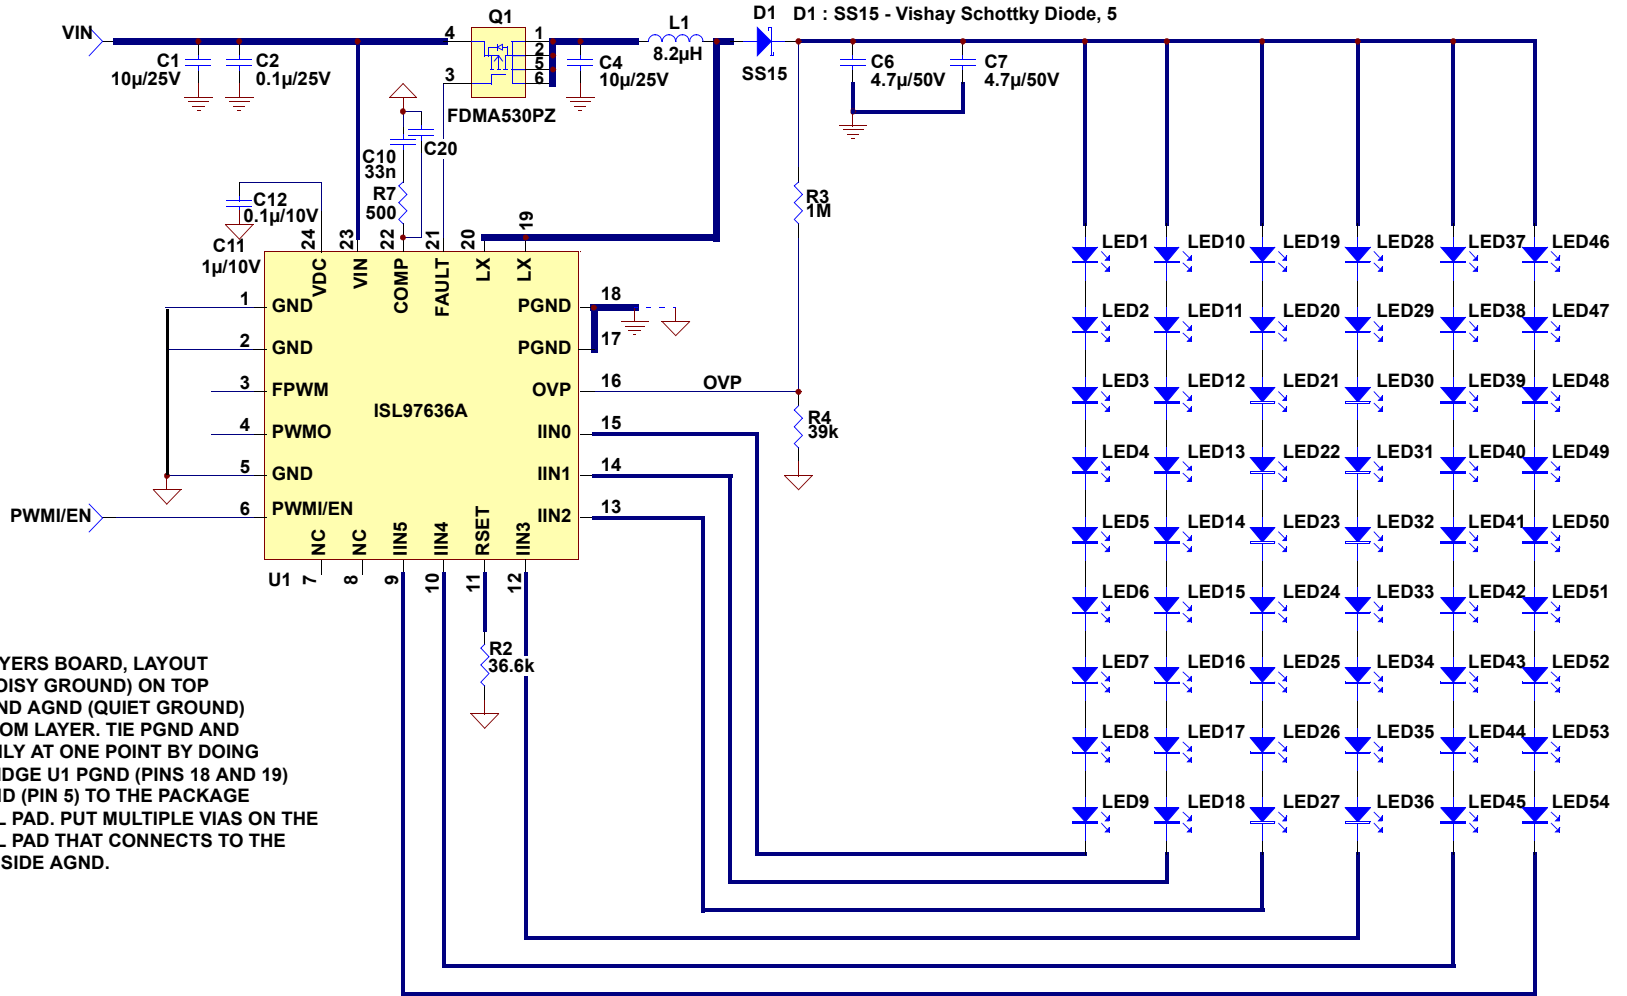 D1 : SS15 - Vishay Schottky Diode, 5
VIN
C1
10µ/25V
C2
0.1µ/25V
Q1
4
3
1
2
5
6
FDMA530PZ
C4
10µ/25V
L1
8.2µH
D1
SS15
C6
4.7µ/50V
C7
4.7µ/50V
C20
C10
33n
R7
500
C12
0.1µ/10V
C11
1µ/10V
R3
1M
R4
39k
OVP
24
23
22
21
20
19
VDC
VIN
COMP
FAULT
LX
LX
1
GND
2
GND
3
FPWM
4
PWMO
5
GND
6
PWMI/EN
PWMI/EN
ISL97636A
18
PGND
17
PGND
16
OVP
15
IIN0
14
IIN1
13
IIN2
NC
NC
IIN5
IIN4
RSET
IIN3
U1
7
8
9
10
11
12
R2
36.6k
LED1
LED10
LED19
LED28
LED37
LED46
LED2
LED11
LED20
LED29
LED38
LED47
LED3
LED12
LED21
LED30
LED39
LED48
LED4
LED13
LED22
LED31
LED40
LED49
LED5
LED14
LED23
LED32
LED41
LED50
LED6
LED15
LED24
LED33
LED42
LED51
LED7
LED16
LED25
LED34
LED43
LED52
LED8
LED17
LED26
LED35
LED44
LED53
LED9
LED18
LED27
LED36
LED45
LED54
YERS BOARD, LAYOUT
OISY GROUND) ON TOP
ND AGND (QUIET GROUND)
OM LAYER. TIE PGND AND
NLY AT ONE POINT BY DOING
IDGE U1 PGND (PINS 18 AND 19)
ND (PIN 5) TO THE PACKAGE
L PAD. PUT MULTIPLE VIAS ON THE
L PAD THAT CONNECTS TO THE
SIDE AGND.